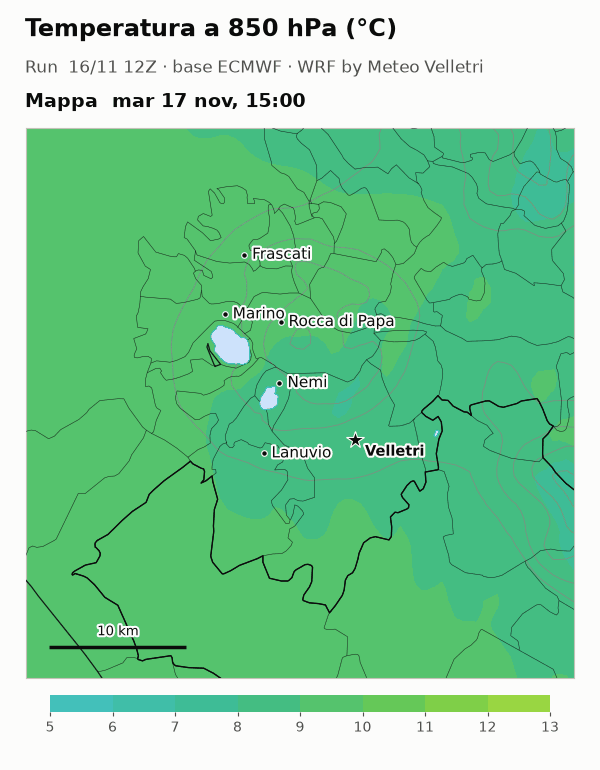 Temperatura a 850 hPa (°C)
Run  16/11 12Z · base ECMWF · WRF by Meteo Velletri
Mappa  mar 17 nov, 15:00
Frascati
Marino
Rocca di Papa
Nemi
Velletri
Lanuvio
10 km
5 6 7 8 9 10 11 12 13